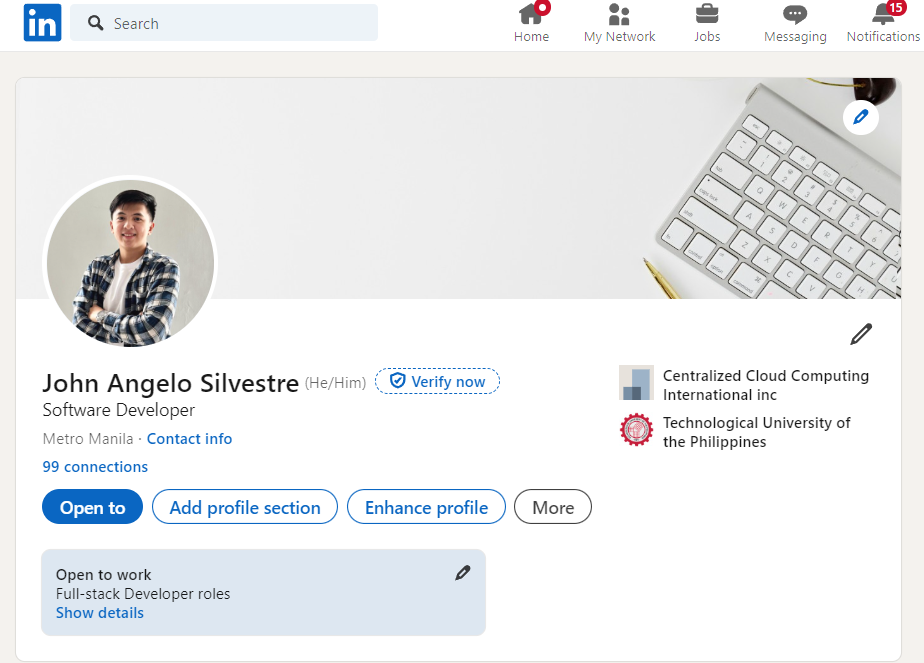 in
Search
Home
My Network
Jobs
Messaging
15
Notifications
John Angelo Silvestre (He/Him) Verify now
Software Developer
Metro Manila · Contact info
99 connections
Centralized Cloud Computing
International inc
Technological University of
the Philippines
Open to
Add profile section
Enhance profile
More
Open to work
Full-stack Developer roles
Show details